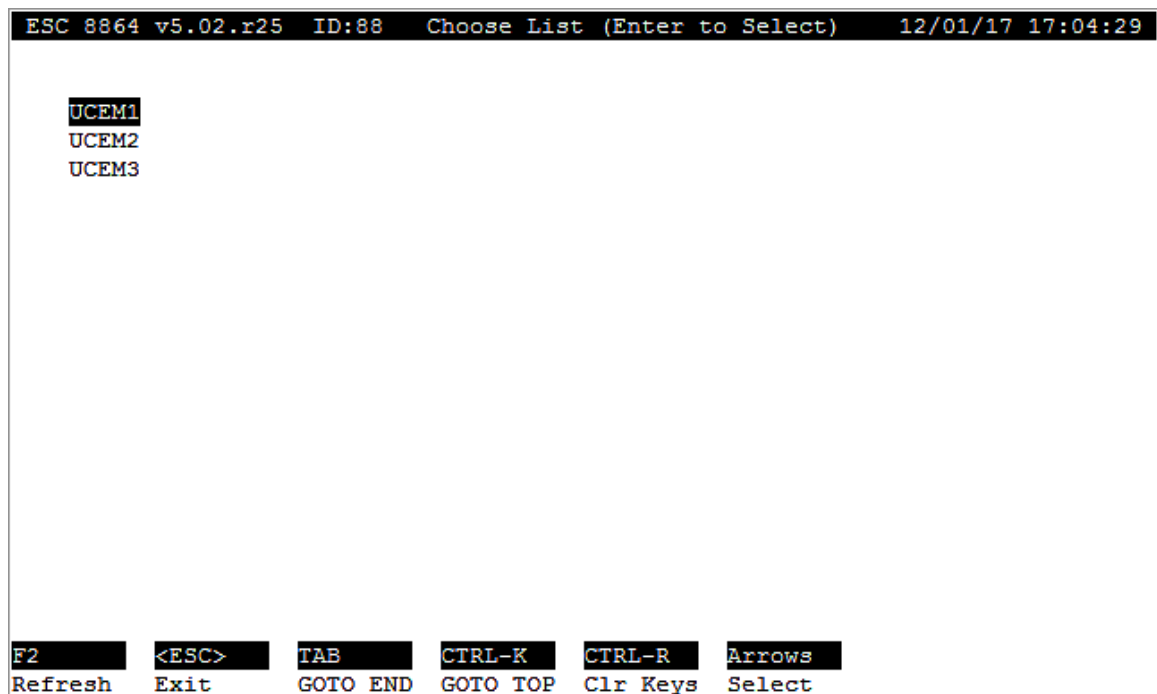 ESC 8864 v5.02.r25 ID:88 Choose List (Enter to Select) 12/01/17 17:04:29
UCEM1
UCEM2
UCEM3
F2 <ESC> TAB CTRL-K CTRL-R Arrows
Refresh Exit GOTO END GOTO TOP Clr Keys Select